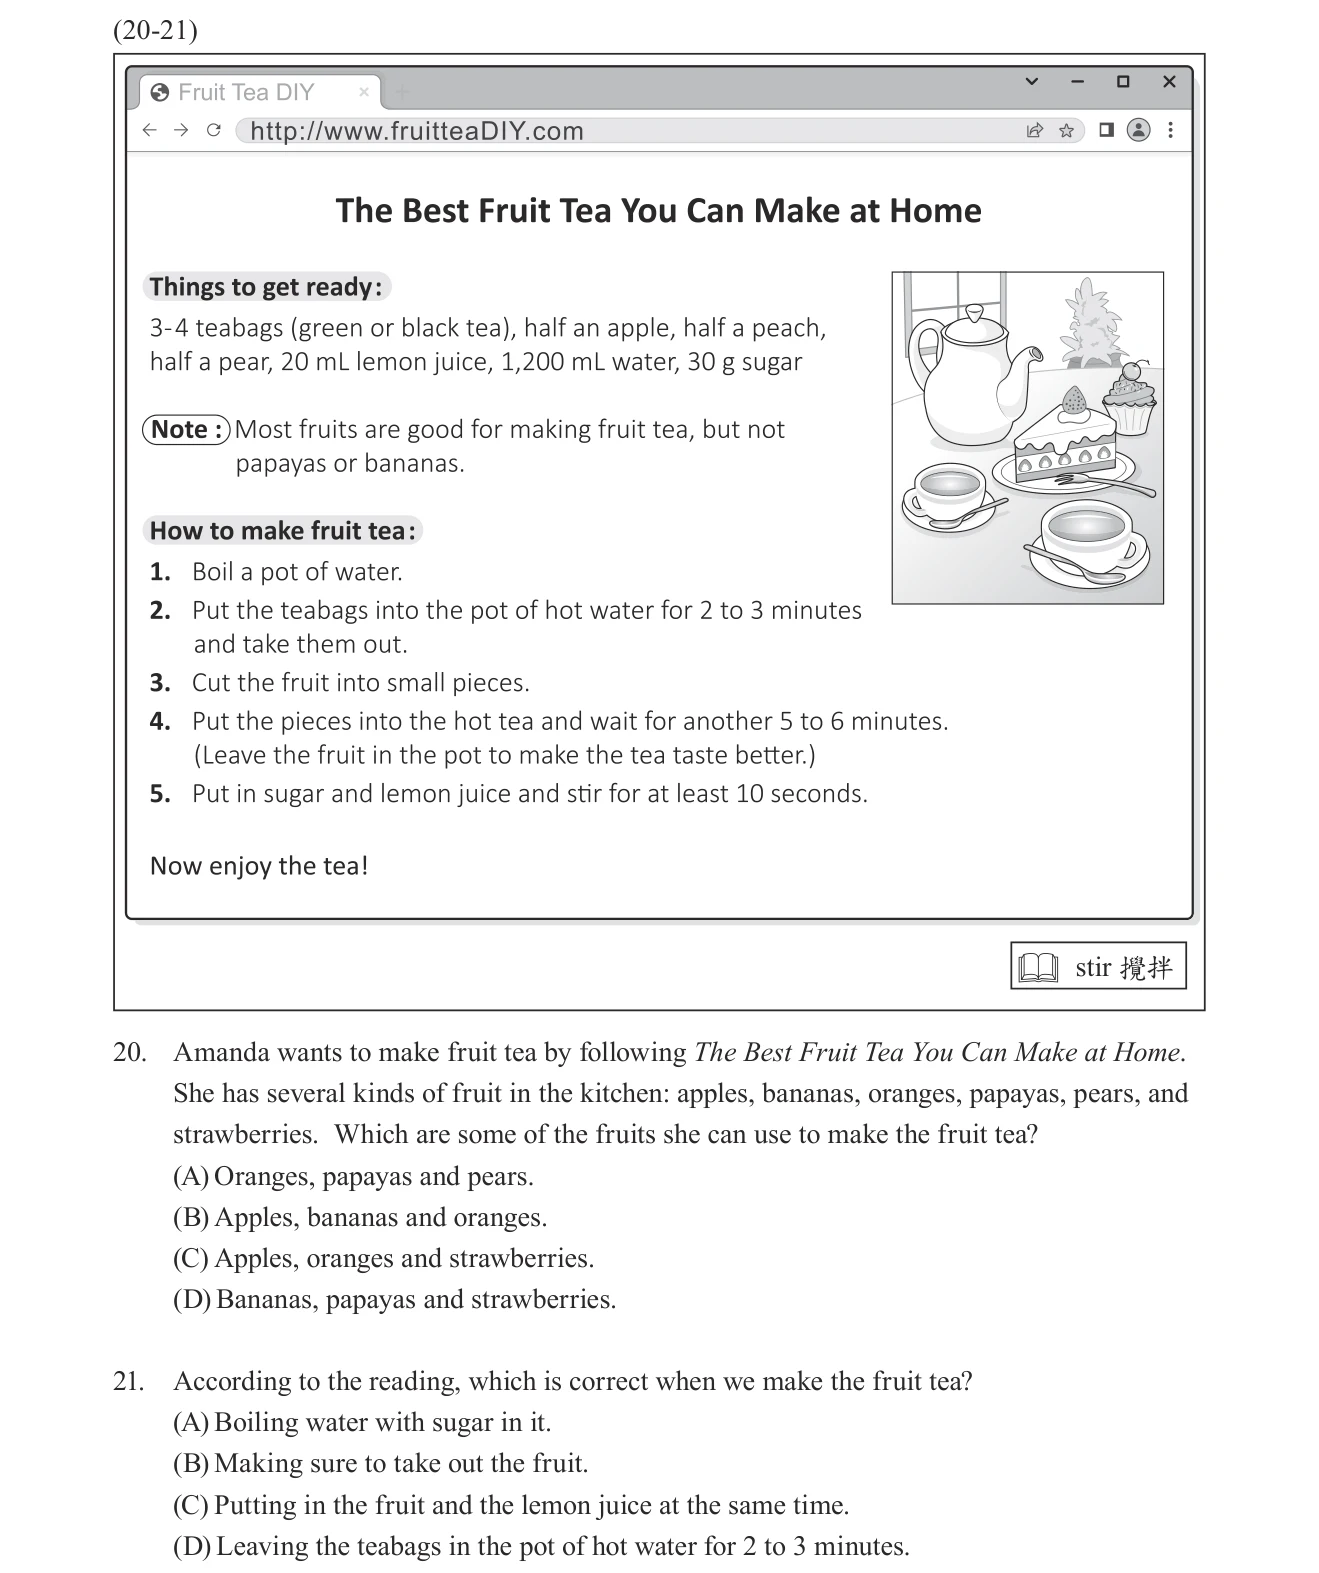 (20-21)
Fruit Tea DIY
http://www.fruitteaDIY.com
The Best Fruit Tea You Can Make at Home
Things to get ready:
3-4 teabags (green or black tea), half an apple, half a peach,
half a pear, 20 mL lemon juice, 1,200 mL water, 30 g sugar
Note : Most fruits are good for making fruit tea, but not
papayas or bananas.
How to make fruit tea:
1. Boil a pot of water.
2. Put the teabags into the pot of hot water for 2 to 3 minutes
and take them out.
3. Cut the fruit into small pieces.
4. Put the pieces into the hot tea and wait for another 5 to 6 minutes.
(Leave the fruit in the pot to make the tea taste better.)
5. Put in sugar and lemon juice and stir for at least 10 seconds.
Now enjoy the tea!
stir 攪拌
20. Amanda wants to make fruit tea by following The Best Fruit Tea You Can Make at Home.
She has several kinds of fruit in the kitchen: apples, bananas, oranges, papayas, pears, and
strawberries. Which are some of the fruits she can use to make the fruit tea?
(A) Oranges, papayas and pears.
(B) Apples, bananas and oranges.
(C) Apples, oranges and strawberries.
(D) Bananas, papayas and strawberries.
21. According to the reading, which is correct when we make the fruit tea?
(A) Boiling water with sugar in it.
(B) Making sure to take out the fruit.
(C) Putting in the fruit and the lemon juice at the same time.
(D) Leaving the teabags in the pot of hot water for 2 to 3 minutes.